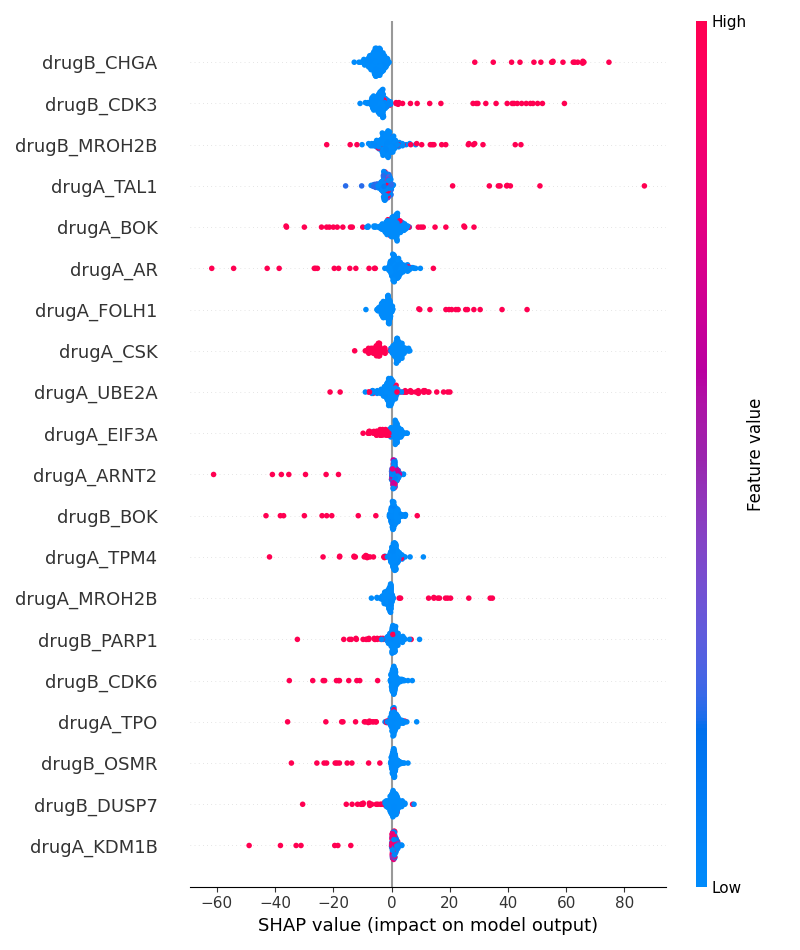 High
drugB_CHGA
drugB_CDK3
drugB_MROH2B
drugA_TAL1
drugA_BOK
drugA_AR
drugA_FOLH1
drugA_CSK
drugA_UBE2A
drugA_EIF3A
drugA_ARNT2
drugB_BOK
drugA_TPM4
drugA_MROH2B
drugB_PARP1
drugB_CDK6
drugA_TPO
drugB_OSMR
drugB_DUSP7
drugA_KDM1B
Feature value
Low
−60 −40 −20 0 20 40 60 80
SHAP value (impact on model output)